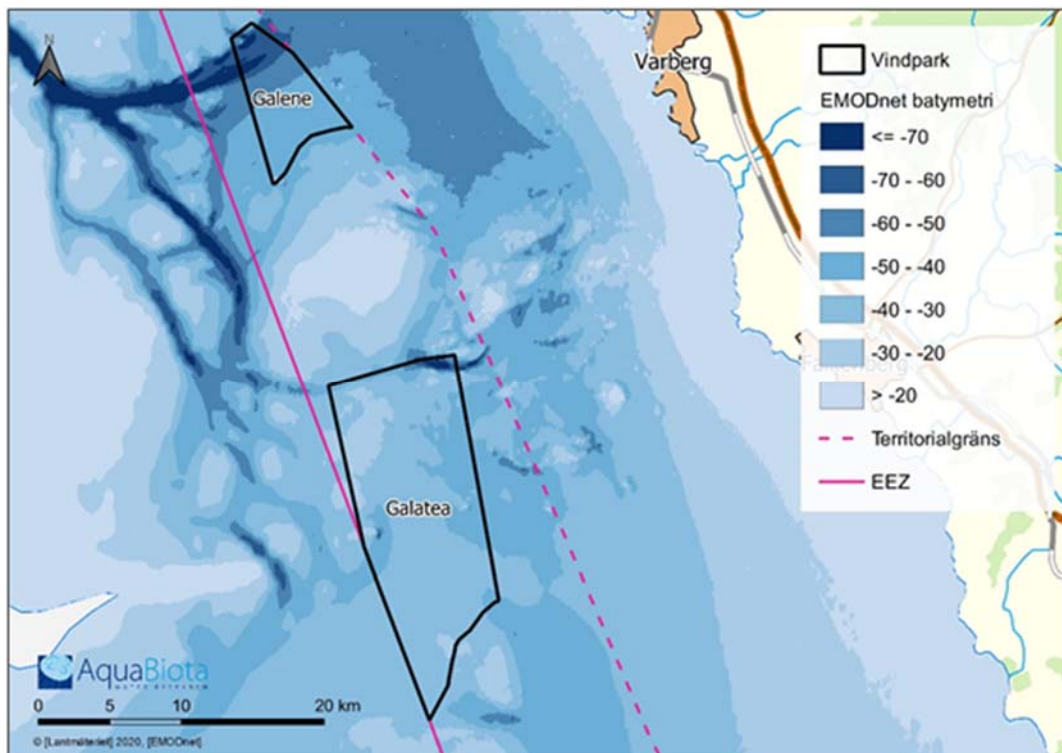 N
Galene
Varberg
Vindpark
EMODnet batymetri
<= -70
-70 - -60
-60 - -50
-50 - -40
-40 - -30
-30 - -20
> -20
Territorialgräns
EEZ
Falkenberg
Galatea
AquaBiota
0 5 10 20 km
© [Lantmäteriet] 2020, [EMODnet]